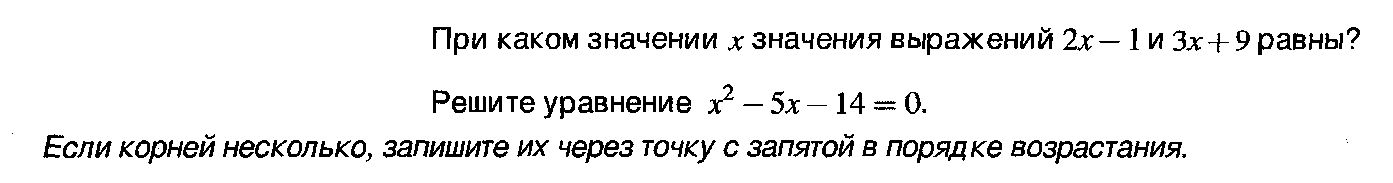 При каком значении x значения выражений 2x − 1 и 3x + 9 равны?
Решите уравнение x² − 5x − 14 = 0.
Если корней несколько, запишите их через точку с запятой в порядке возрастания.